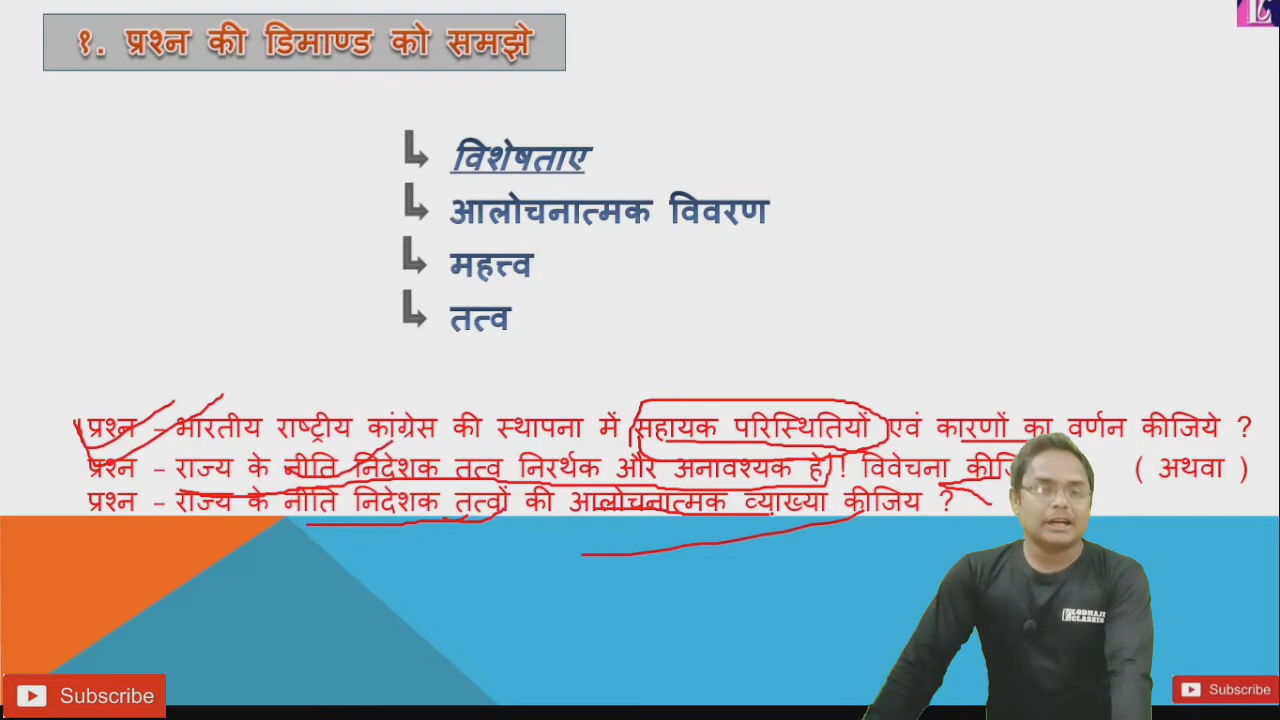 १. प्रश्न की डिमाण्ड को समझे
विशेषताए
आलोचनात्मक विवरण
महत्त्व
तत्व
प्रश्न – भारतीय राष्ट्रीय कांग्रेस की स्थापना में सहायक परिस्थितियों एवं कारणों का वर्णन कीजिये ?
प्रश्न – राज्य के नीति निदेशक तत्व निरर्थक और अनावश्यक हे ! विवेचना ( अथवा )
प्रश्न – राज्य के नीति निदेशक तत्वों की आलोचनात्मक व्याख्या कीजिय ?
LODHAJI
CLASSES
Subscribe
Subscribe